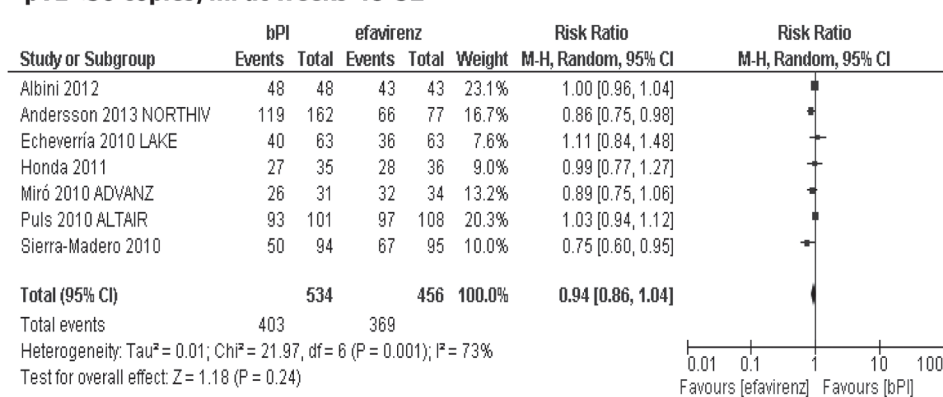 bPI efavirenz Risk Ratio Risk Ratio
Study or Subgroup Events Total Events Total Weight M-H, Random, 95% CI M-H, Random, 95% CI
Albini 2012 48 48 43 43 23.1% 1.00 [0.96, 1.04]
Andersson 2013 NORTHIV 119 162 66 77 16.7% 0.86 [0.75, 0.98]
Echeverría 2010 LAKE 40 63 36 63 7.6% 1.11 [0.84, 1.48]
Honda 2011 27 35 28 36 9.0% 0.99 [0.77, 1.27]
Miró 2010 ADVANZ 26 31 32 34 13.2% 0.89 [0.75, 1.06]
Puls 2010 ALTAIR 93 101 97 108 20.3% 1.03 [0.94, 1.12]
Sierra-Madero 2010 50 94 67 95 10.0% 0.75 [0.60, 0.95]
Total (95% CI) 534 456 100.0% 0.94 [0.86, 1.04]
Total events 403 369
Heterogeneity: Tau² = 0.01; Chi² = 21.97, df = 6 (P = 0.001); I² = 73%
Test for overall effect: Z = 1.18 (P = 0.24)
0.01 0.1 1 10 100
Favours [efavirenz] Favours [bPI]